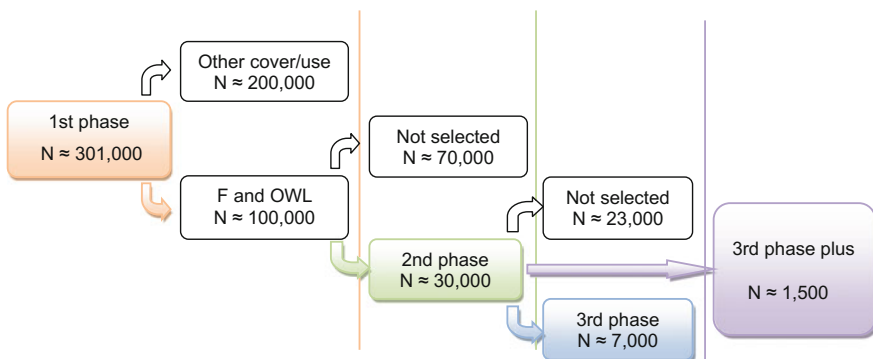 Other cover/use
N ≈ 200,000
1st phase
N ≈ 301,000
F and OWL
N ≈ 100,000
Not selected
N ≈ 70,000
2nd phase
N ≈ 30,000
Not selected
N ≈ 23,000
3rd phase
N ≈ 7,000
3rd phase plus
N ≈ 1,500